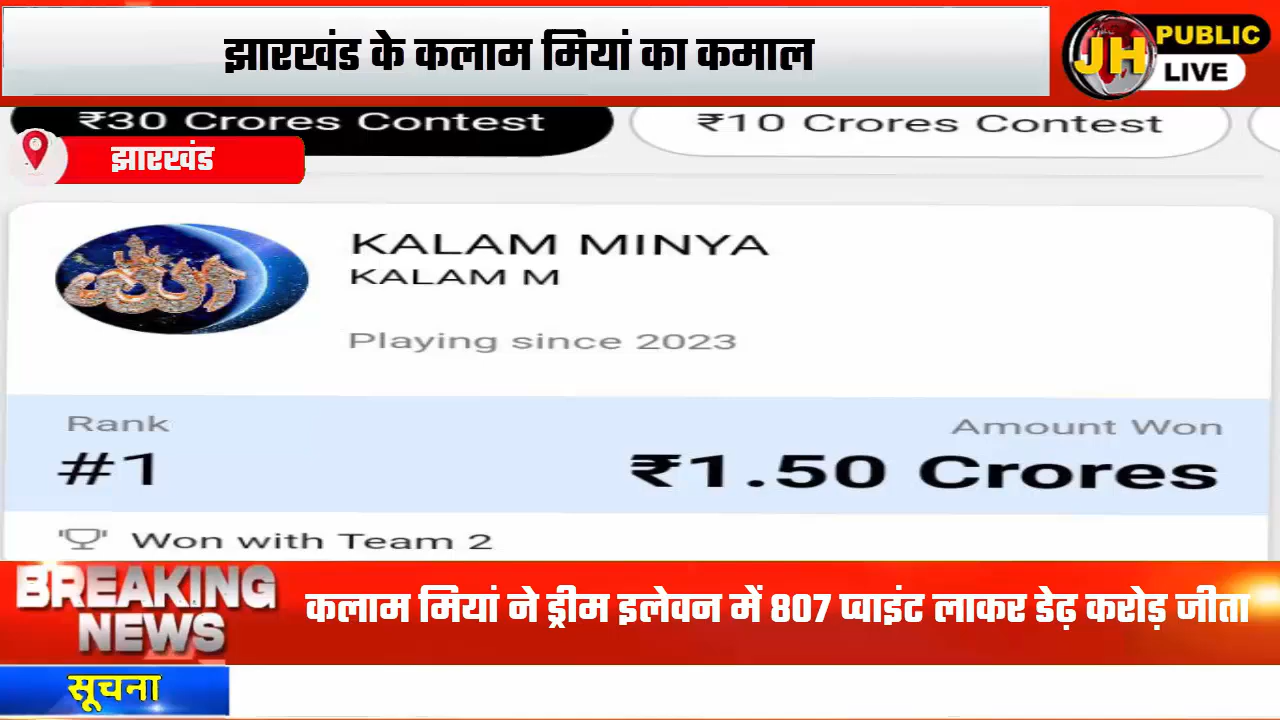 झारखंड के कलाम मियां का कमाल
JH PUBLIC
LIVE
₹30 Crores Contest
₹10 Crores Contest
झारखंड
الله
KALAM MINYA
KALAM M
Playing since 2023
Rank
Amount Won
#1
₹1.50 Crores
Won with Team 2
BREAKING
NEWS
कलाम मियां ने ड्रीम इलेवन में 807 प्वाइंट लाकर डेढ़ करोड़ जीता
सूचना